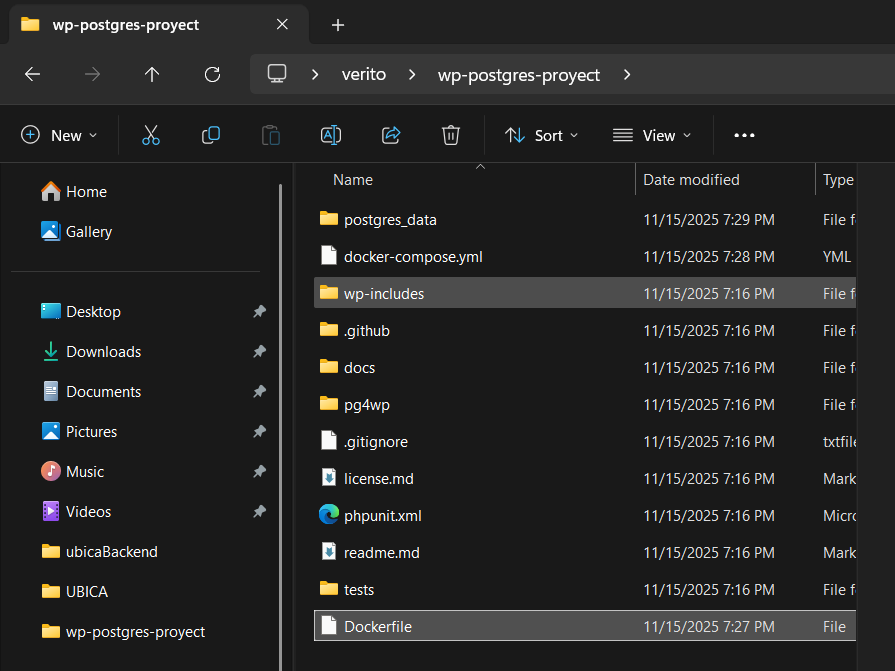 wp-postgres-proyect
verito
wp-postgres-proyect
New
Sort
View
Home
Gallery
Desktop
Downloads
Documents
Pictures
Music
Videos
ubicaBackend
UBICA
wp-postgres-proyect
Name Date modified Type
postgres_data 11/15/2025 7:29 PM File f
docker-compose.yml 11/15/2025 7:28 PM YML
wp-includes 11/15/2025 7:16 PM File f
.github 11/15/2025 7:16 PM File f
docs 11/15/2025 7:16 PM File f
pg4wp 11/15/2025 7:16 PM File f
.gitignore 11/15/2025 7:16 PM txtfile
license.md 11/15/2025 7:16 PM Mark
phpunit.xml 11/15/2025 7:16 PM Micro
readme.md 11/15/2025 7:16 PM Mark
tests 11/15/2025 7:16 PM File f
Dockerfile 11/15/2025 7:27 PM File